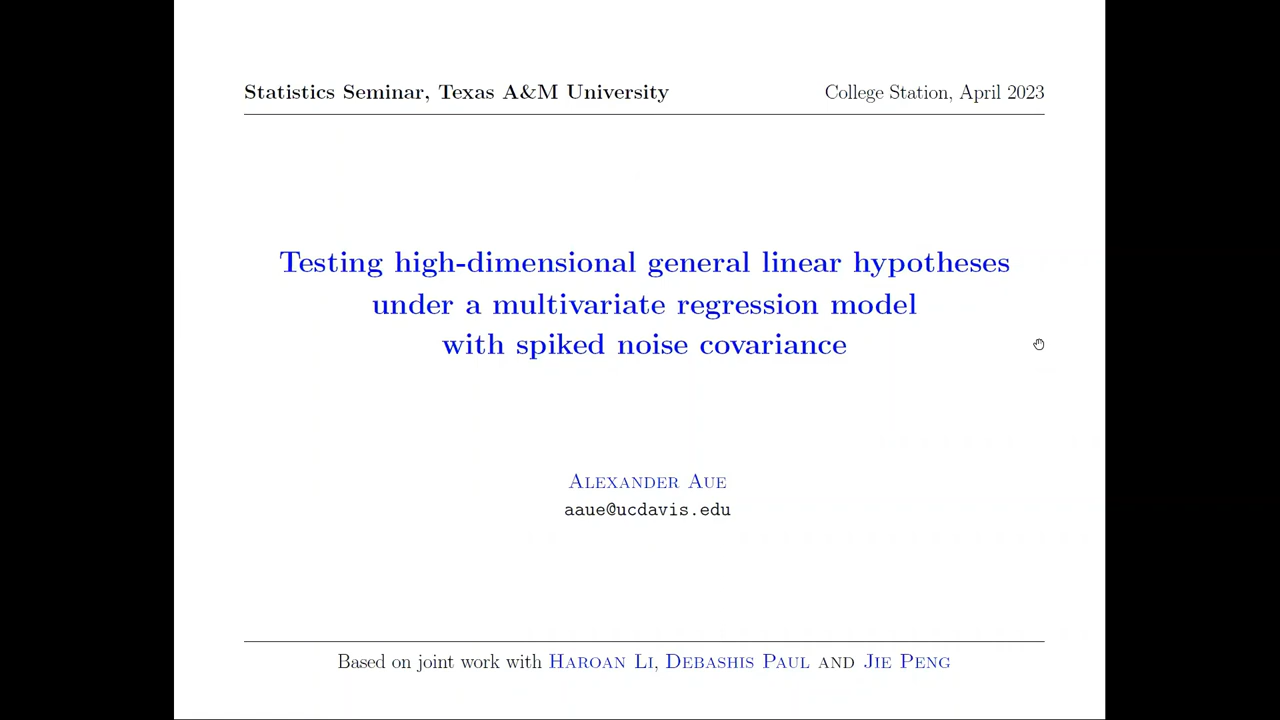 Statistics Seminar, Texas A&M University College Station, April 2023
Testing high-dimensional general linear hypotheses
under a multivariate regression model
with spiked noise covariance
Alexander Aue
aaue@ucdavis.edu
Based on joint work with Haroan Li, Debashis Paul and Jie Peng